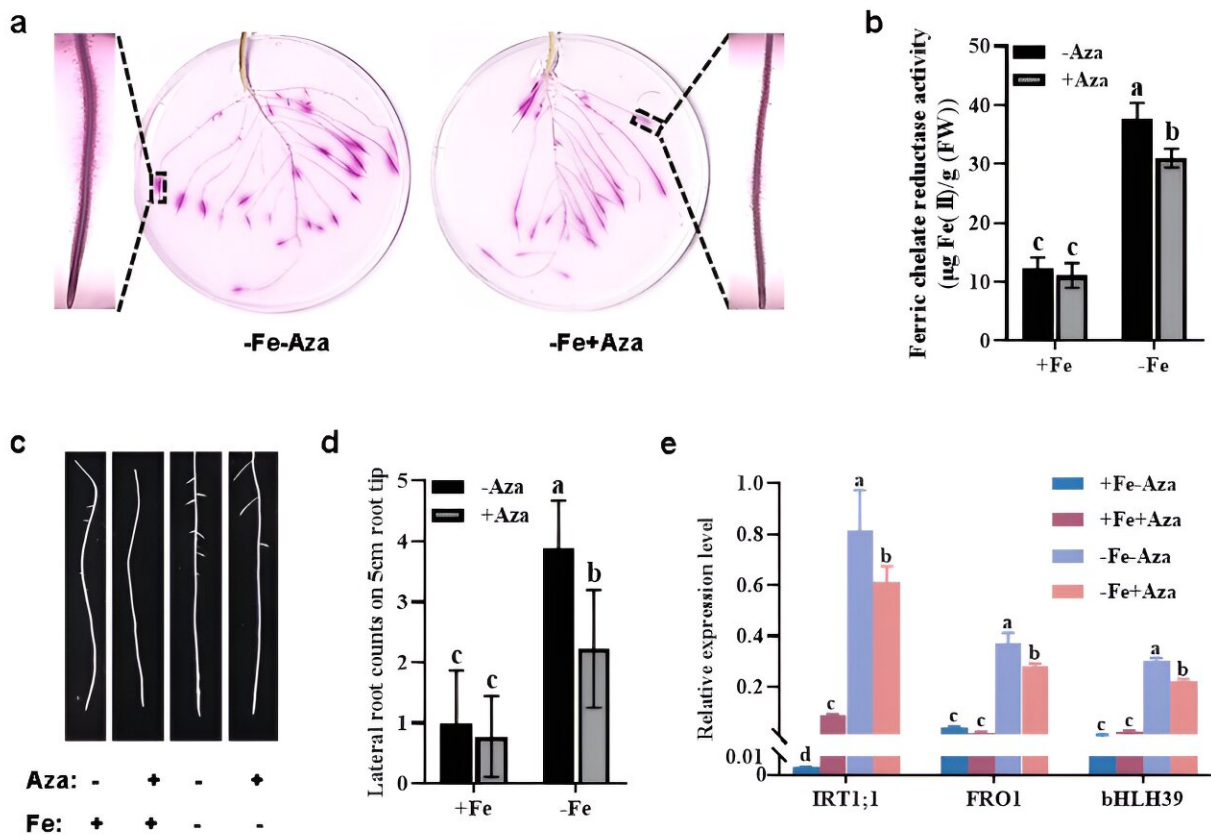 a
-Fe-Aza
-Fe+Aza
b
Ferric chelate reductase activity
(μg Fe(Ⅱ)/g (FW)
50
40
30
20
10
0
-Aza
+Aza
a
b
c
c
+Fe
-Fe
c
Aza: - + - +
Fe: + + - -
d
Lateral root counts on 5cm root tip
5
4
3
2
1
0
-Aza
+Aza
a
b
c
c
+Fe
-Fe
e
Relative expression level
1.0
0.8
0.6
0.4
0.2
0.01
0
+Fe-Aza
+Fe+Aza
-Fe-Aza
-Fe+Aza
d c a b
c c a b
c c a b
IRT1;1 FRO1 bHLH39